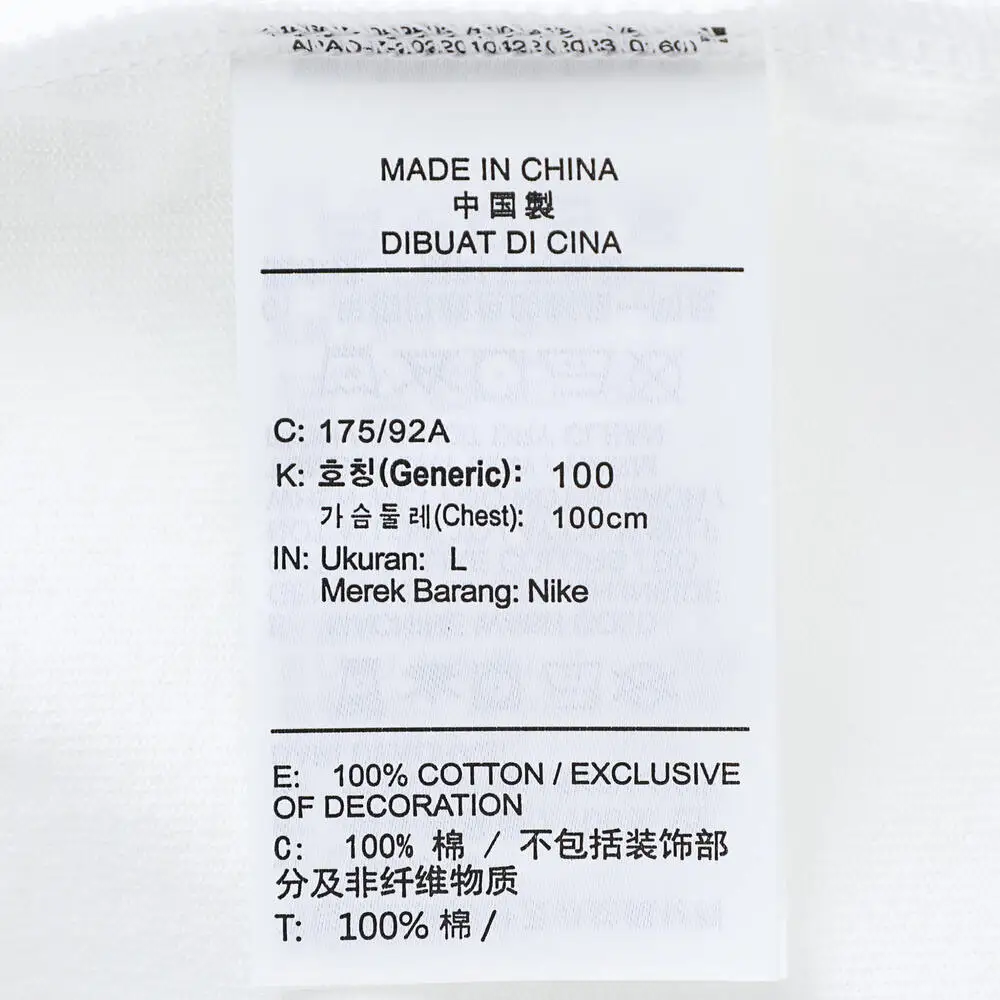 MADE IN CHINA
中国製
DIBUAT DI CINA
C: 175/92A
K: 호칭(Generic): 100
가슴둘레(Chest): 100cm
IN: Ukuran: L
Merek Barang: Nike
E: 100% COTTON / EXCLUSIVE
OF DECORATION
C: 100% 棉 / 不包括装饰部
分及非纤维物质
T: 100% 棉 /